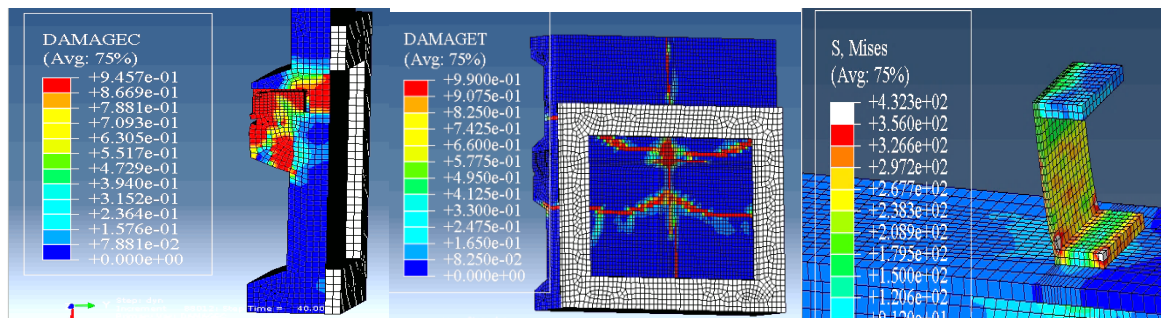 DAMAGEC
(Avg: 75%)
+9.457e-01
+8.669e-01
+7.881e-01
+7.093e-01
+6.305e-01
+5.517e-01
+4.729e-01
+3.940e-01
+3.152e-01
+2.364e-01
+1.576e-01
+7.881e-02
+0.000e+00
Time = 40.00
DAMAGET
(Avg: 75%)
+9.900e-01
+9.075e-01
+8.250e-01
+7.425e-01
+6.600e-01
+5.775e-01
+4.950e-01
+4.125e-01
+3.300e-01
+2.475e-01
+1.650e-01
+8.250e-02
+0.000e+00
S, Mises
(Avg: 75%)
+4.323e+02
+3.560e+02
+3.266e+02
+2.972e+02
+2.677e+02
+2.383e+02
+2.089e+02
+1.795e+02
+1.500e+02
+1.206e+02